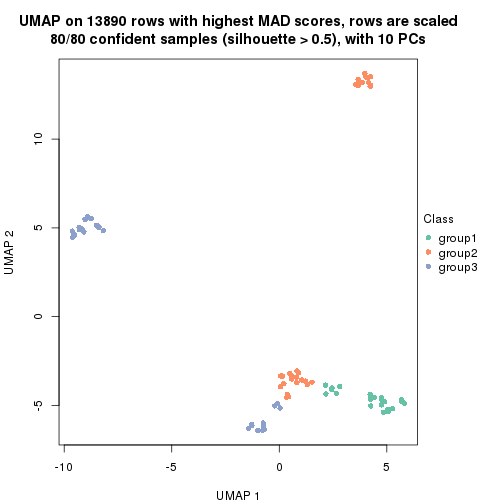 UMAP on 13890 rows with highest MAD scores, rows are scaled
80/80 confident samples (silhouette > 0.5), with 10 PCs
10
5
0
-5
UMAP 2
-10
-5
0
5
UMAP 1
Class
group1
group2
group3